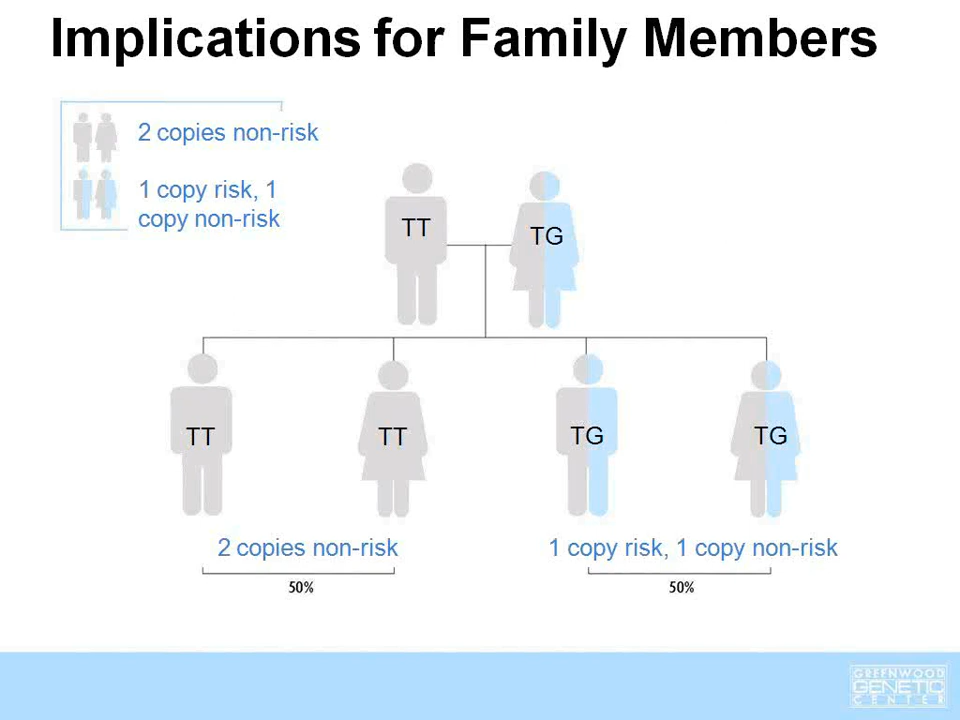 Implications for Family Members
2 copies non-risk
1 copy risk, 1
copy non-risk
TT
TG
TT
TT
TG
TG
2 copies non-risk
1 copy risk, 1 copy non-risk
50%
50%
GREENWOOD
GENETIC
CENTER